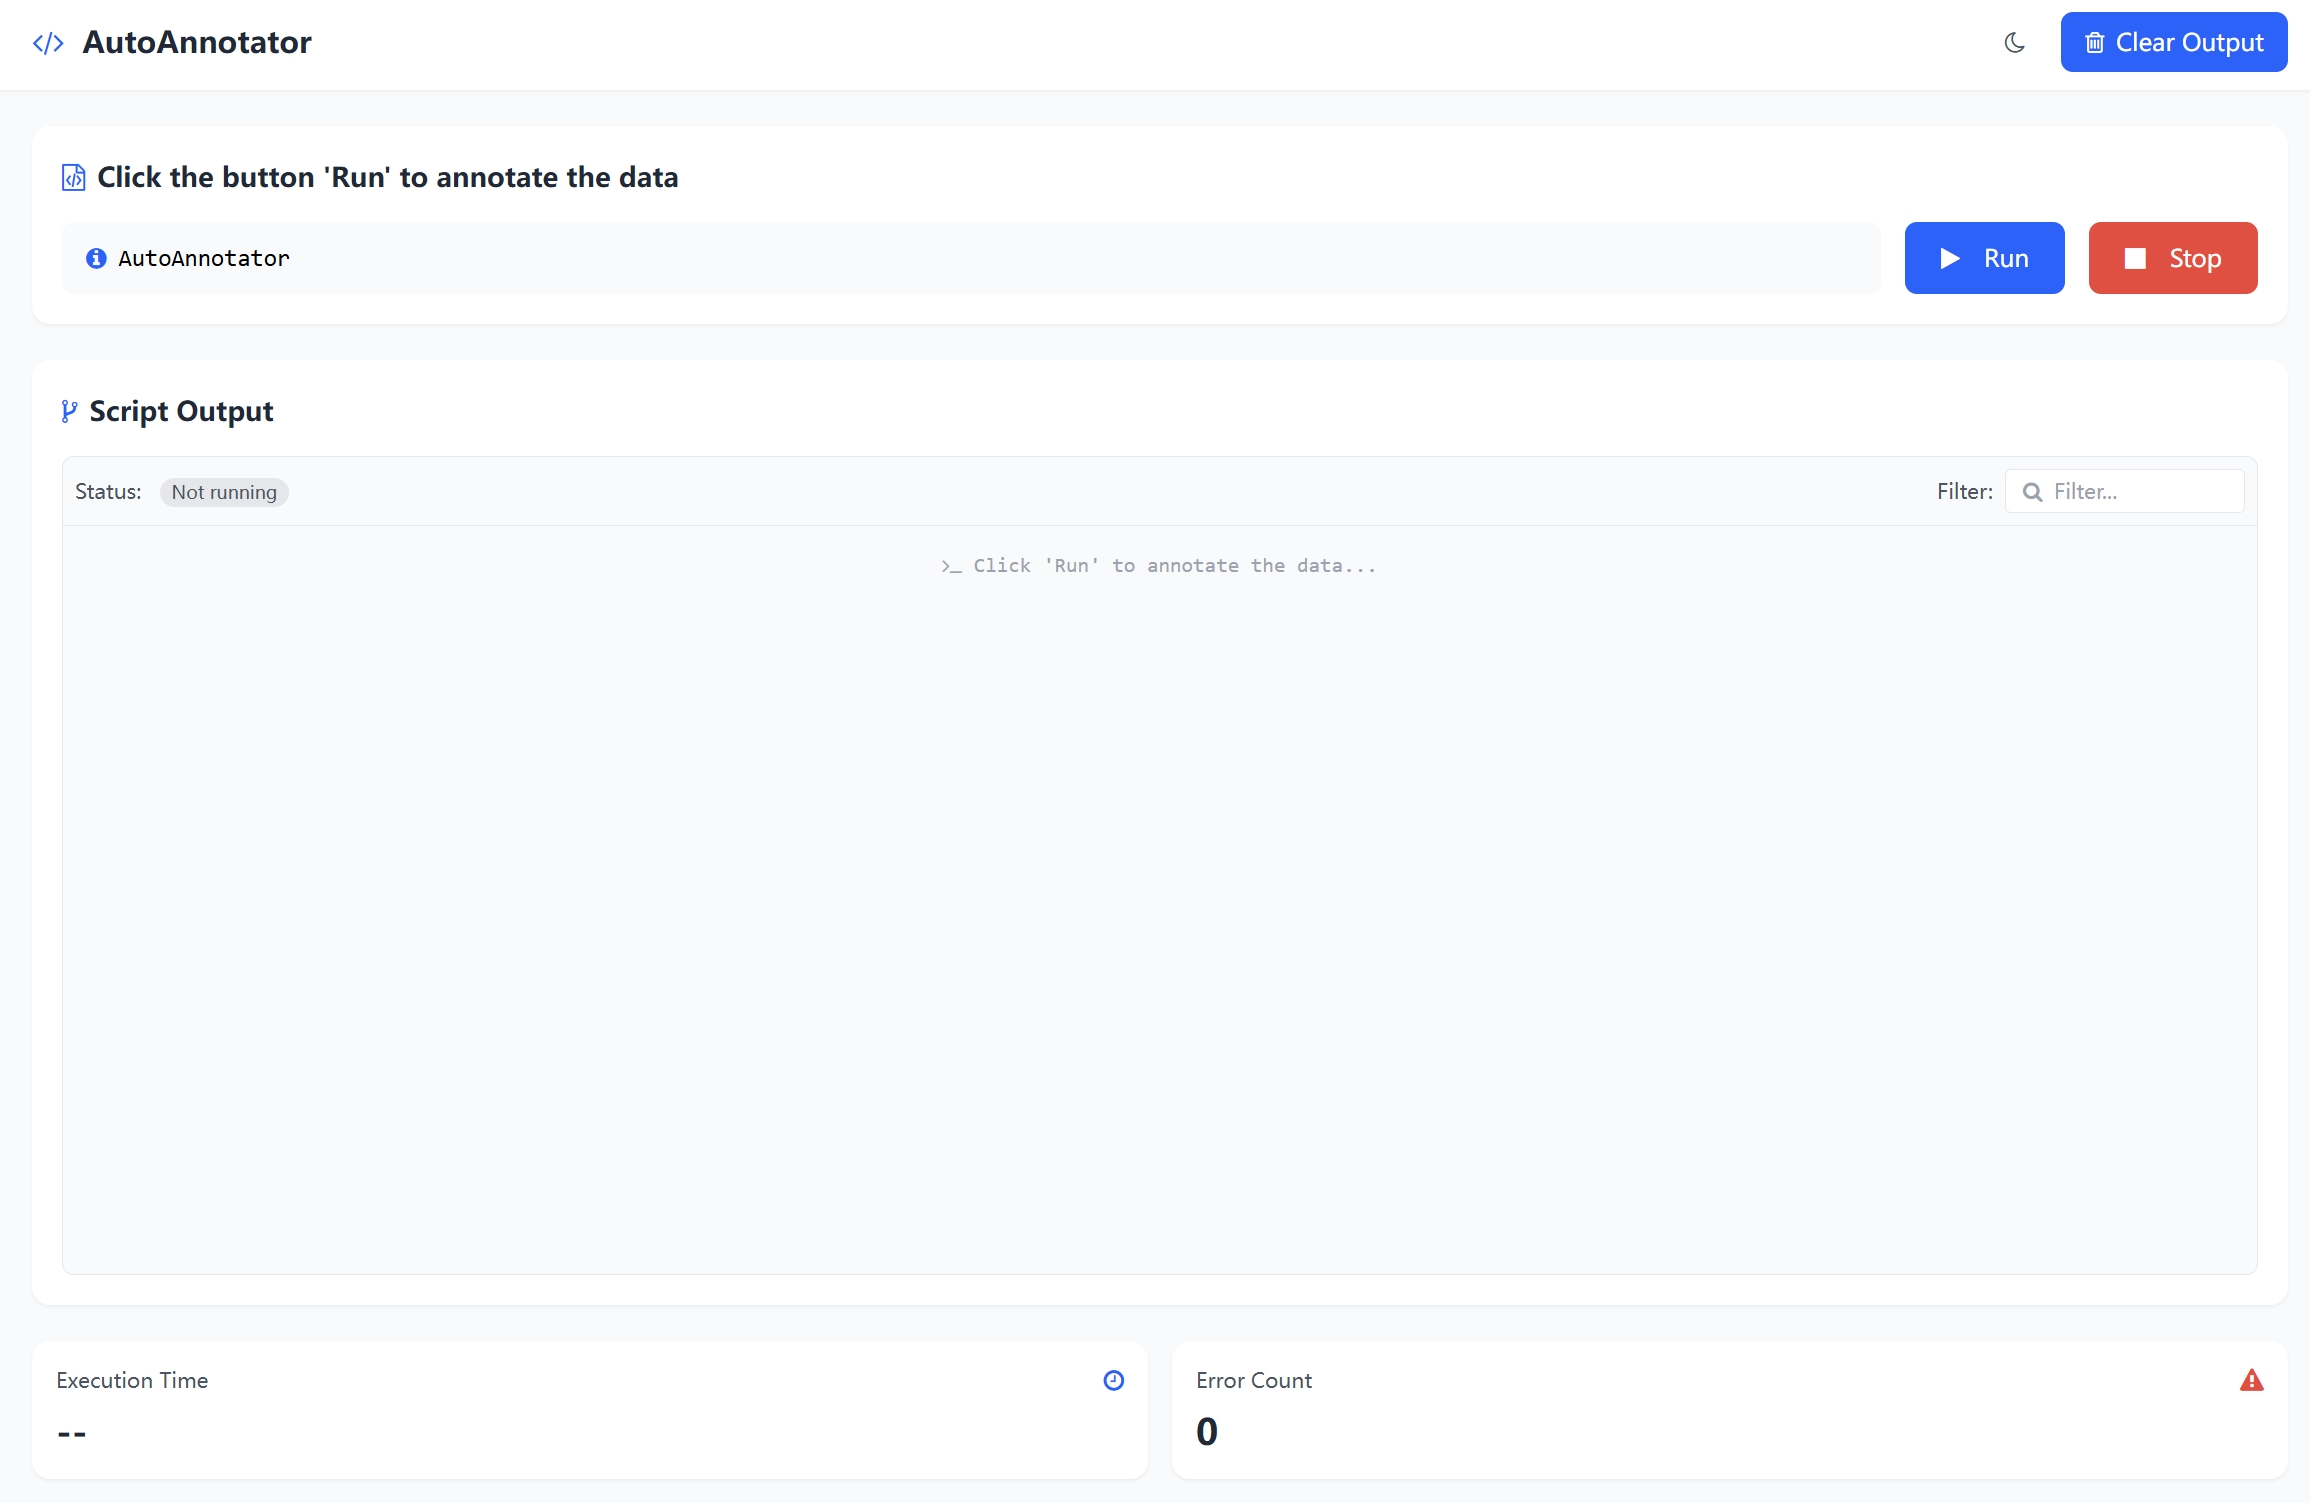 AutoAnnotator
Clear Output
Click the button 'Run' to annotate the data
AutoAnnotator
Run
Stop
Script Output
Status: Not running
Filter: Filter...
>_ Click 'Run' to annotate the data...
Execution Time
--
Error Count
0